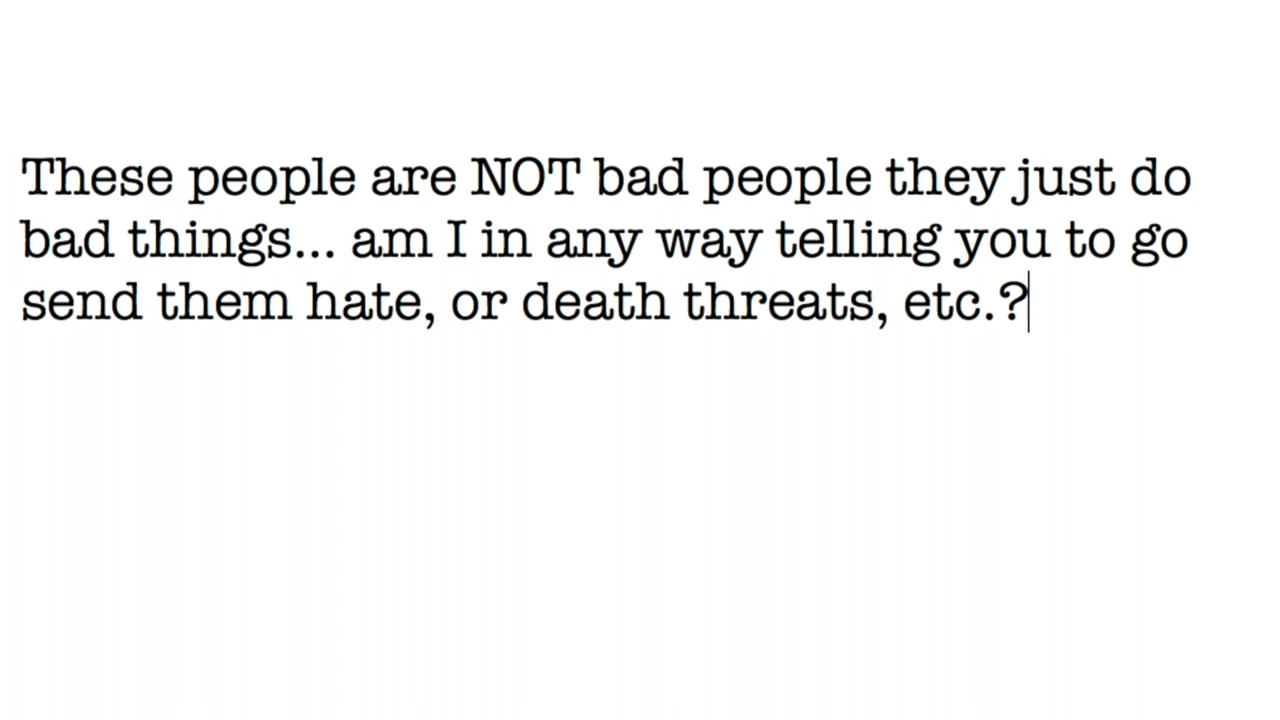 These people are NOT bad people they just do
bad things... am I in any way telling you to go
send them hate, or death threats, etc.?